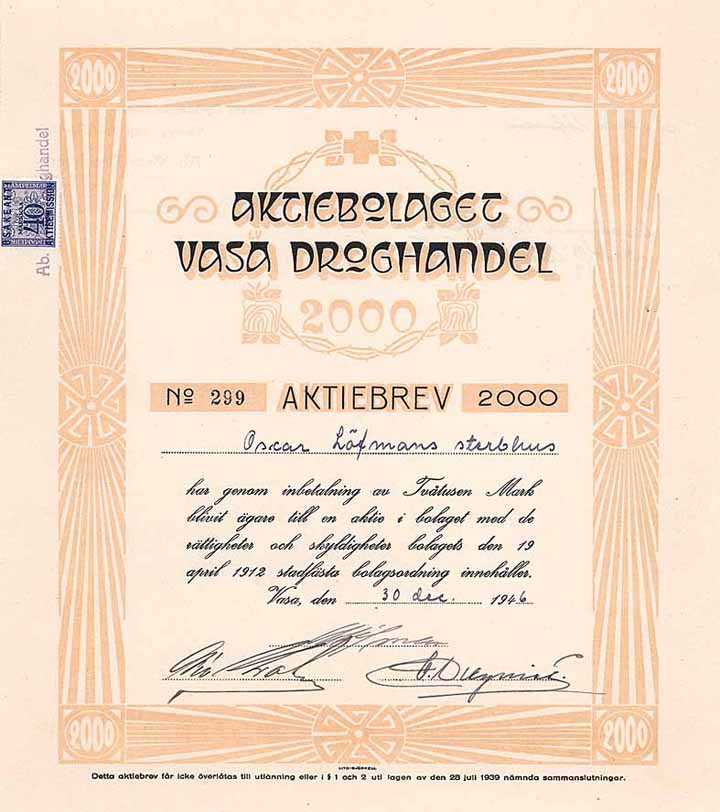 2000 2000
AKTIEBOLAGET
VASA DROGHANDEL
2000
No 299 AKTIEBREV 2000
Oscar Löfmans sterbhus
har genom inbetalning av Tvåtusen Mark
blivit ägare till en aktie i bolaget med de
rättigheter och skyldigheter bolagets den 19
april 1912 stadfästa bolagsordning innehåller.
Vasa, den 30 dec. 1946
2000 2000
Detta aktiebrev får icke överlåtas till utlänning eller i § 1 och 2 uti lagen av den 28 juli 1939 nämnda sammanslutningar.
Ab. ghandel
40